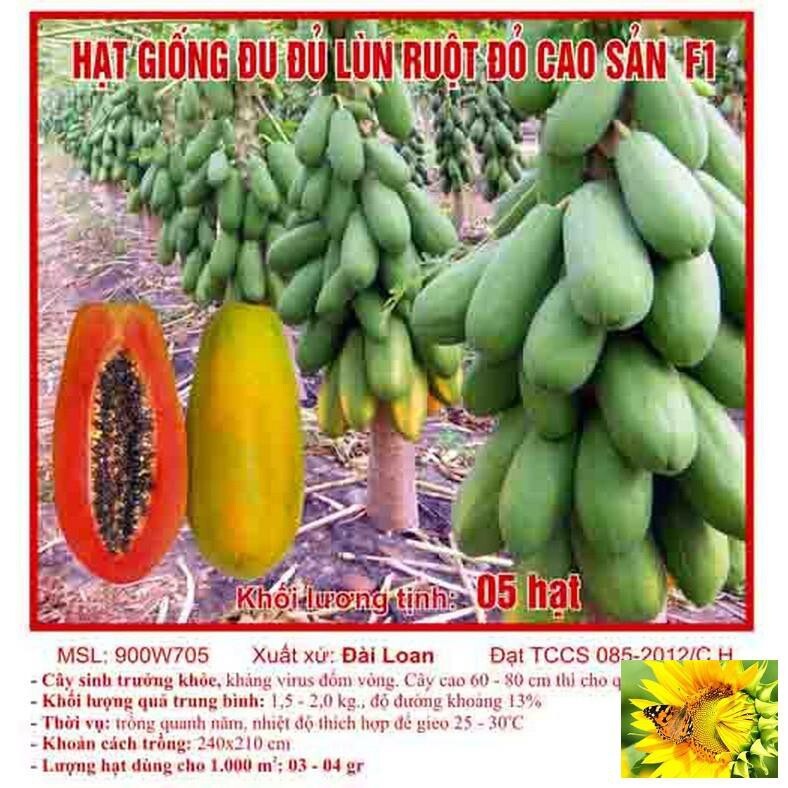 HẠT GIỐNG ĐU ĐỦ LÙN RUỘT ĐỎ CAO SẢN F1
Khối lượng tịnh: 05 hạt
MSL: 900W705 Xuất xứ: Đài Loan Đạt TCCS 085-2012/C.H
- Cây sinh trưởng khỏe, kháng virus đốm vòng. Cây cao 60 - 80 cm thì cho
- Khối lượng quả trung bình: 1,5 - 2,0 kg., độ đường khoảng 13%
- Thời vụ: trồng quanh năm, nhiệt độ thích hợp để gieo 25 - 30°C
- Khoản cách trồng: 240x210 cm
- Lượng hạt dùng cho 1.000 m²; 03 - 04 gr